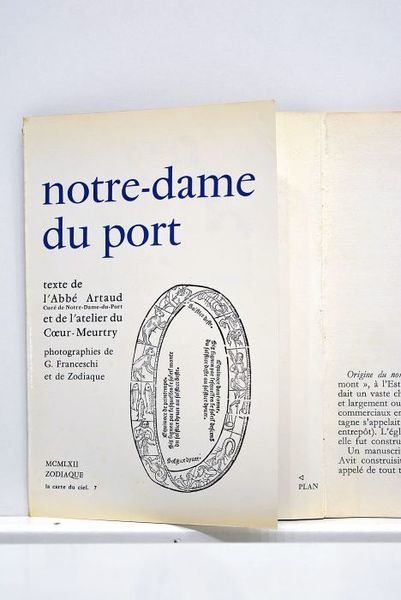 notre-dame
du port
texte de
l'Abbé Artaud
Curé de Notre-Dame-du-Port
et de l'atelier du
Cœur-Meurtry
photographies de
G. Franceschi
et de Zodiaque
MCMLXII
ZODIAQUE
la carte du ciel. 7
PLAN
Origine du no
mont », à l'Est
dait un vaste c
et largement ou
commerciaux en
tagne s'appelait
entrepôt). L'égl
elle fut constru
Un manuscri
Avit construisi
appelé de tout t